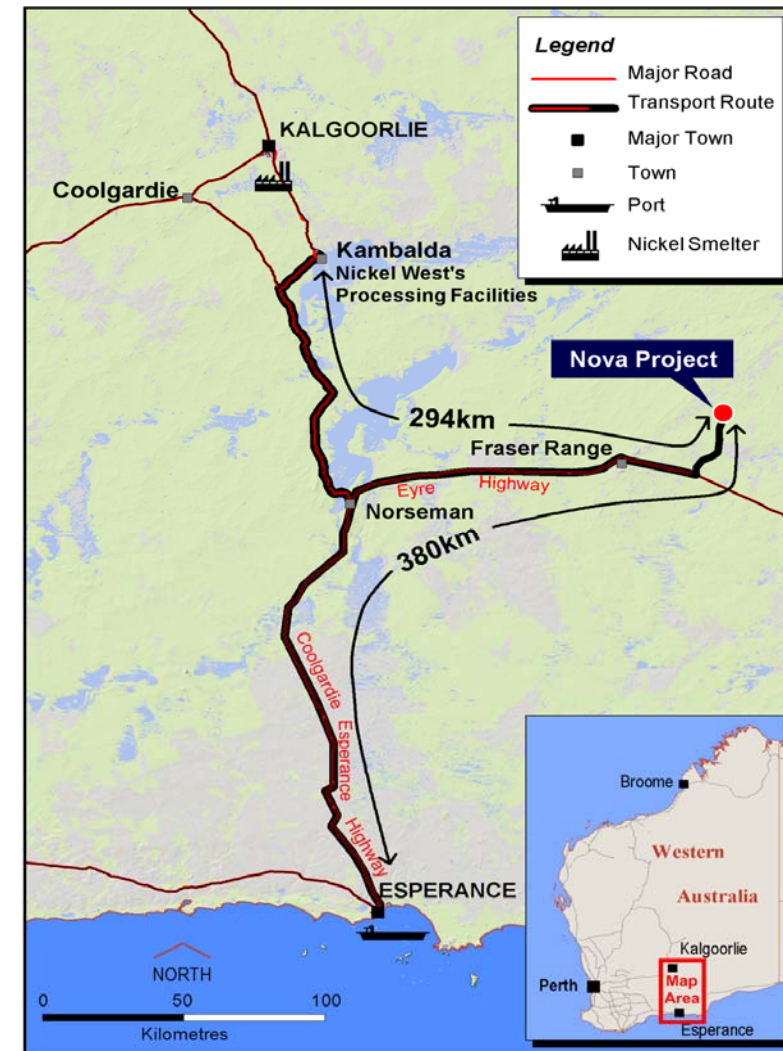 Legend
Major Road
Transport Route
Major Town
Town
Port
Nickel Smelter
KALGOORLIE
Coolgardie
Kambalda
Nickel West's
Processing Facilities
Nova Project
294km
Fraser Range
Eyre Highway
Norseman
380km
Coolgardie Esperance Highway
ESPERANCE
NORTH
0 50 100
Kilometres
Broome
Western
Australia
Kalgoorlie
Perth
Map
Area
Esperance